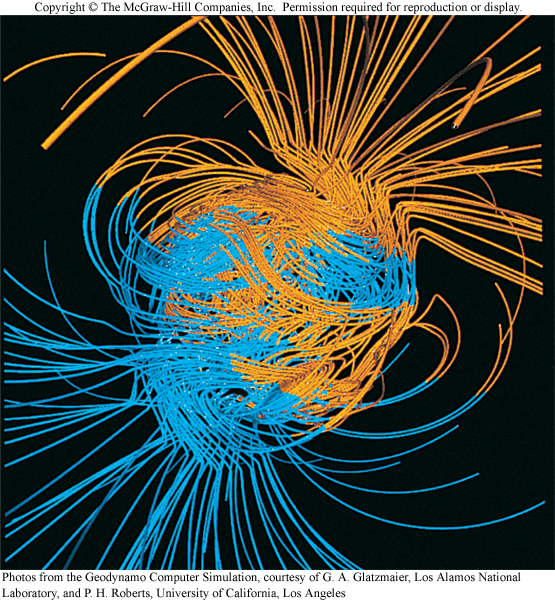 Copyright © The McGraw-Hill Companies, Inc.  Permission required for reproduction or display.
Photos from the Geodynamo Computer Simulation, courtesy of G. A. Glatzmaier, Los Alamos National
Laboratory, and P. H. Roberts, University of California, Los Angeles